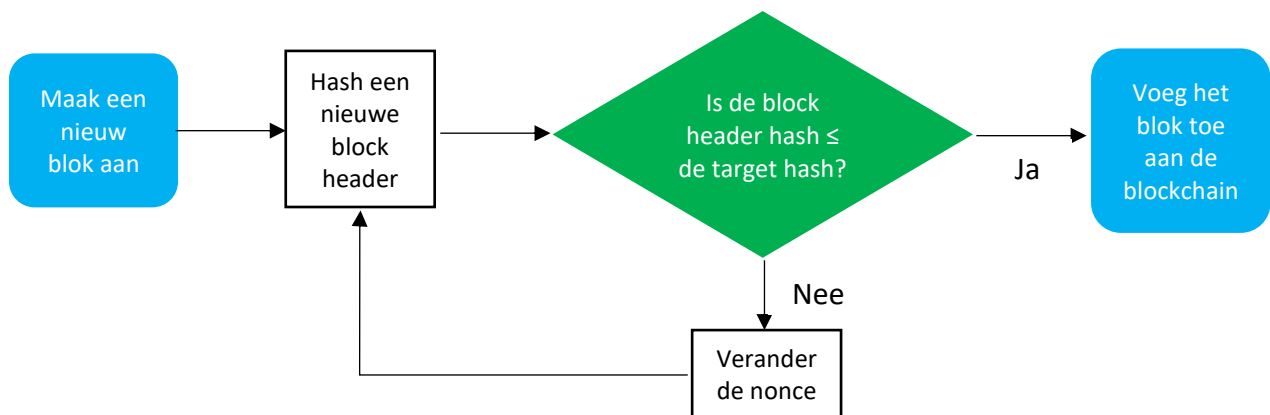 Maak een
nieuw
blok aan
Hash een
nieuwe
block
header
Is de block
header hash ≤
de target hash?
Ja
Voeg het
blok toe
aan de
blockchain
Nee
Verander
de nonce